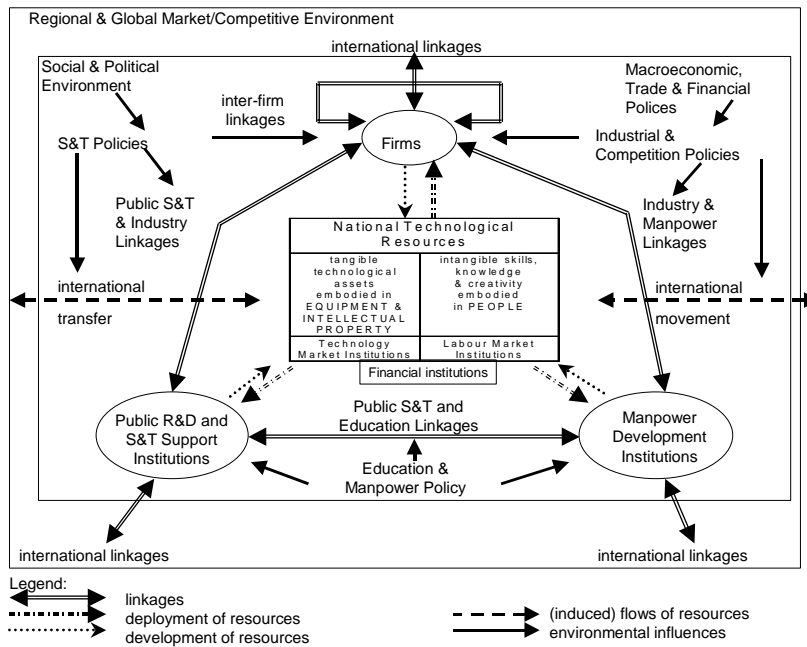 Regional & Global Market/Competitive Environment
international linkages
Social & Political
Environment
inter-firm
linkages
Macroeconomic,
Trade & Financial
Polices
S&T Policies
Firms
Industrial &
Competition Policies
Public S&T
& Industry
Linkages
Industry &
Manpower
Linkages
National Technological
Resources
tangible
technological
assets
embodied in
EQUIPMENT &
INTELLECTUAL
PROPERTY
intangible skills,
knowledge
& creativity
embodied
in PEOPLE
Technology
Market Institutions
Labour Market
Institutions
Financial institutions
international
transfer
international
movement
Public R&D and
S&T Support
Institutions
Public S&T and
Education Linkages
Manpower
Development
Institutions
Education &
Manpower Policy
international linkages
international linkages
Legend:
linkages
deployment of resources
development of resources
(induced) flows of resources
environmental influences